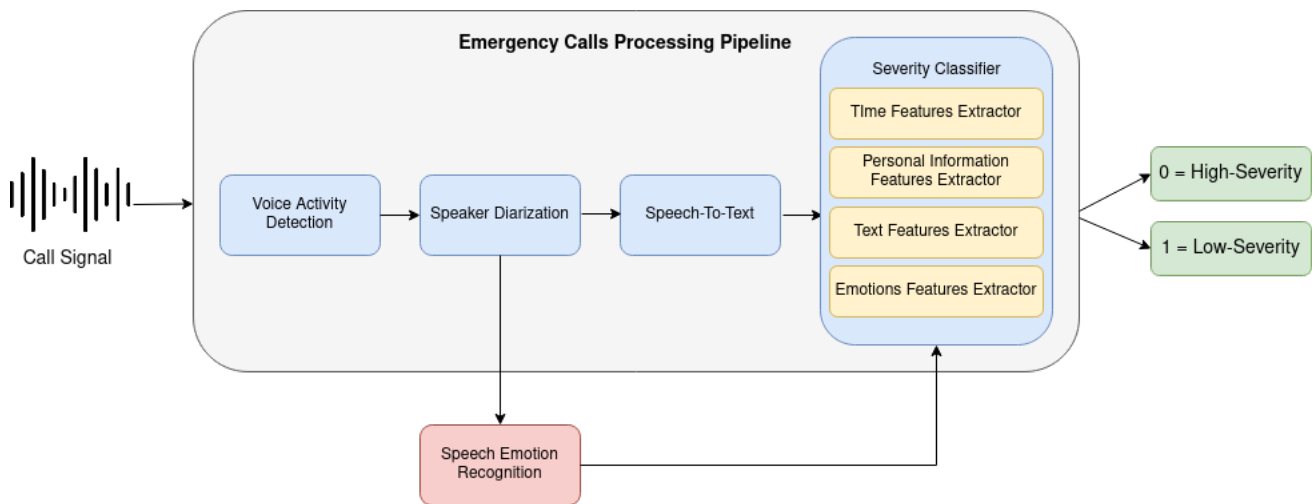 Emergency Calls Processing Pipeline
Call Signal
Voice Activity
Detection
Speaker Diarization
Speech-To-Text
Severity Classifier
TIme Features Extractor
Personal Information
Features Extractor
Text Features Extractor
Emotions Features Extractor
0 = High-Severity
1 = Low-Severity
Speech Emotion
Recognition